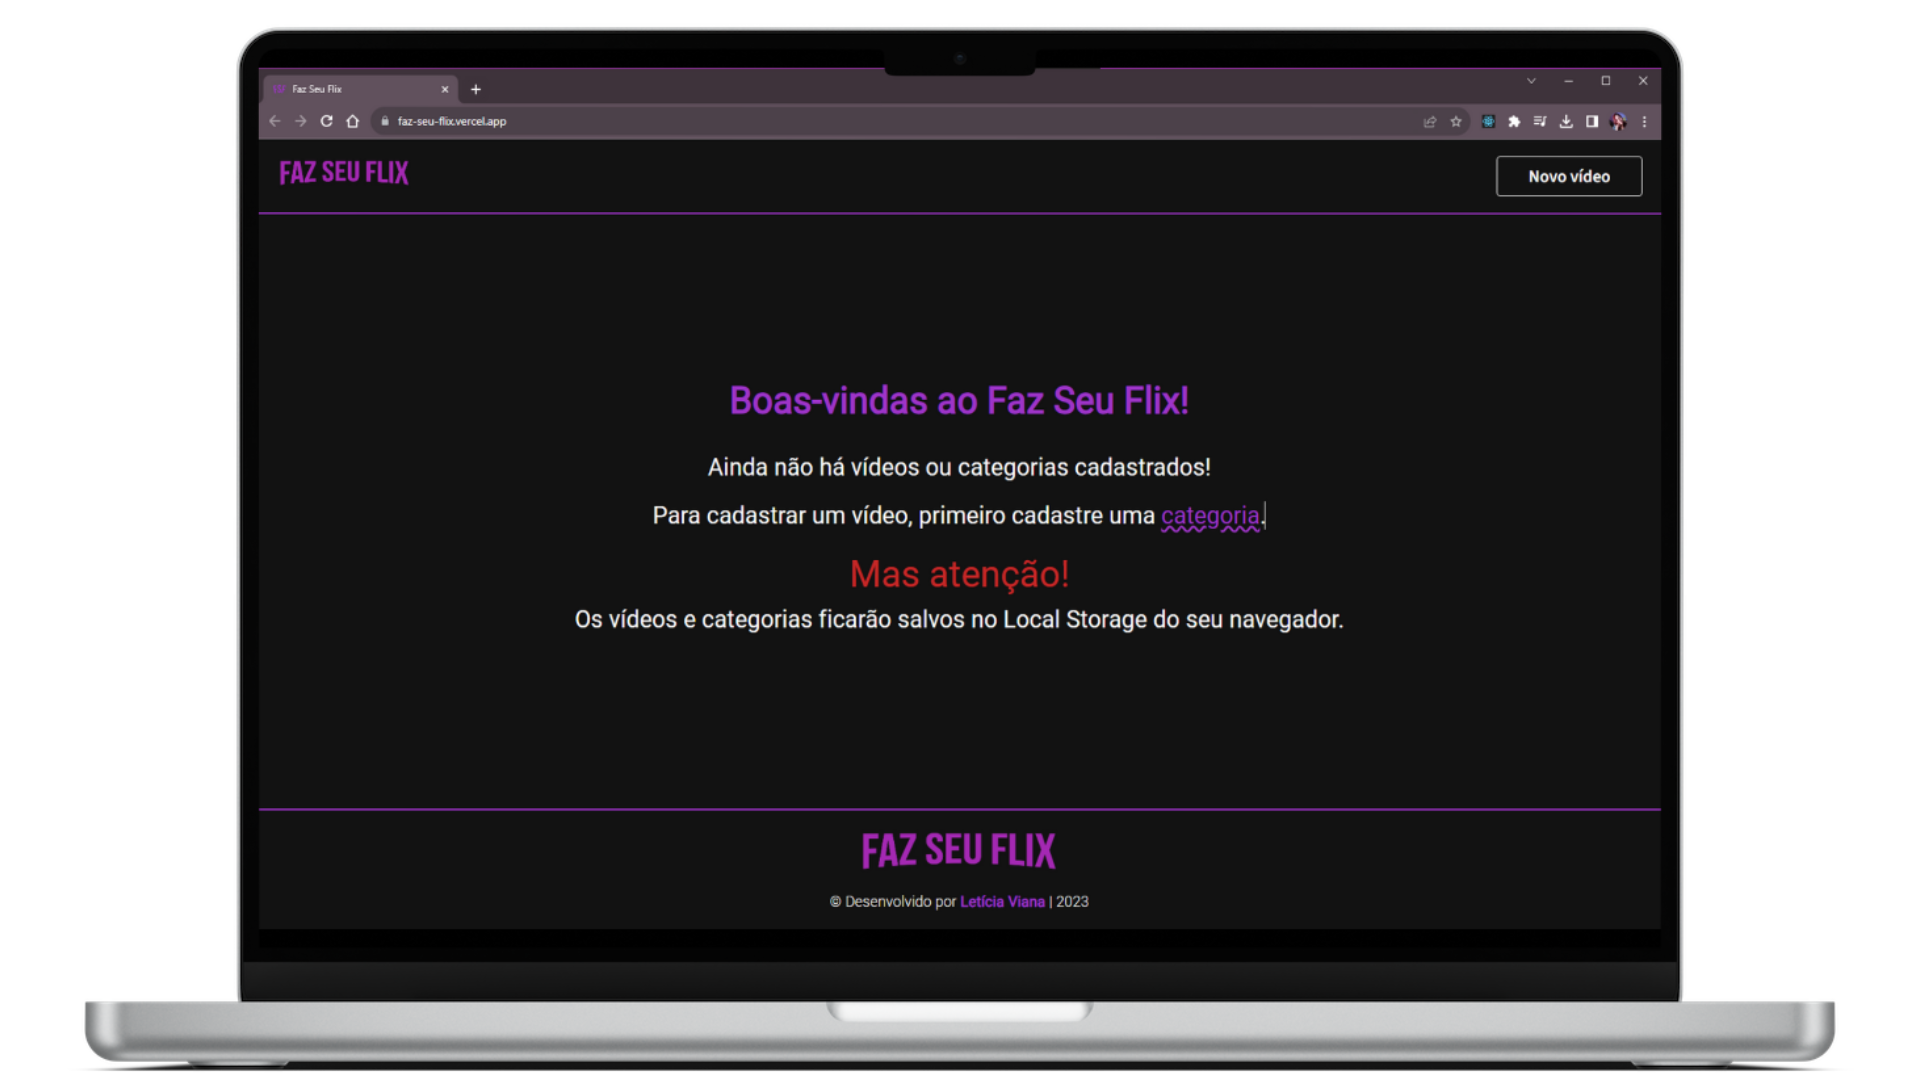 Faz Seu Flix
faz-seu-flix.vercel.app
FAZ SEU FLIX
Novo vídeo
Boas-vindas ao Faz Seu Flix!
Ainda não há vídeos ou categorias cadastrados!
Para cadastrar um vídeo, primeiro cadastre uma categoria.
Mas atenção!
Os vídeos e categorias ficarão salvos no Local Storage do seu navegador.
FAZ SEU FLIX
© Desenvolvido por Letícia Viana | 2023